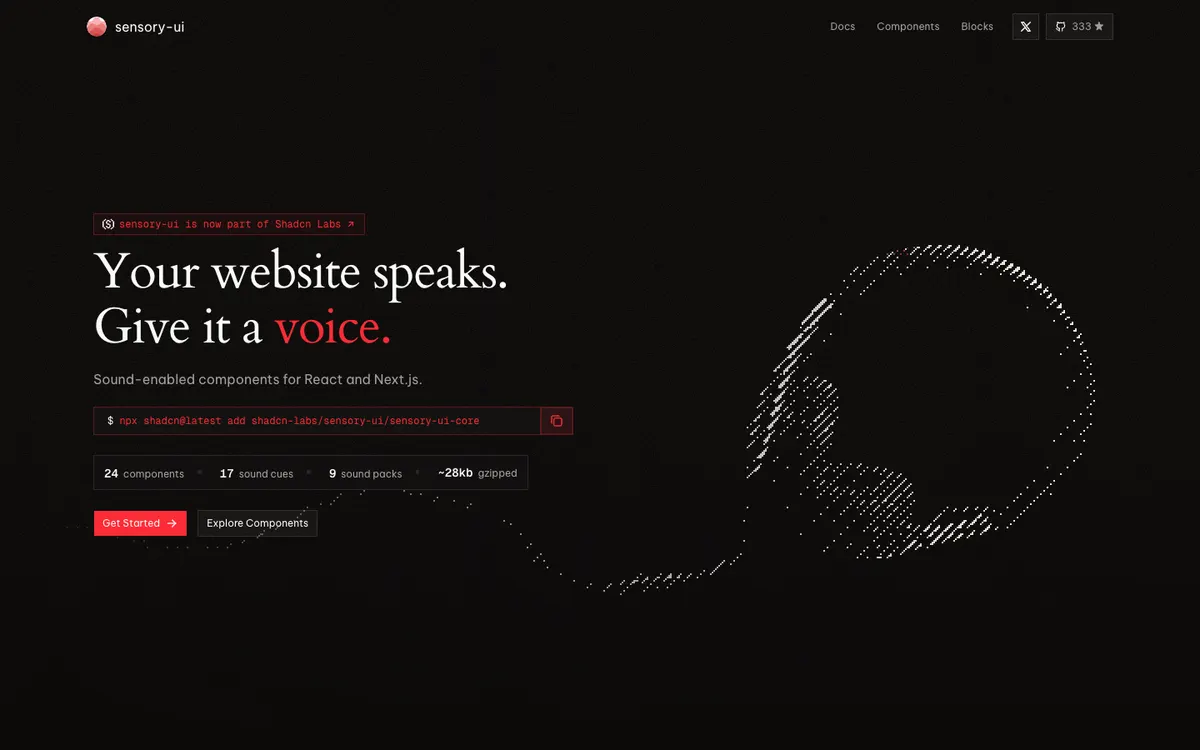 sensory-ui
Docs
Components
Blocks
333
sensory-ui is now part of Shadcn Labs ↗
Your website speaks.
Give it a voice.
Sound-enabled components for React and Next.js.
$ npx shadcn@latest add shadcn-labs/sensory-ui/sensory-ui-core
24 components
17 sound cues
9 sound packs
~28kb gzipped
Get Started →
Explore Components